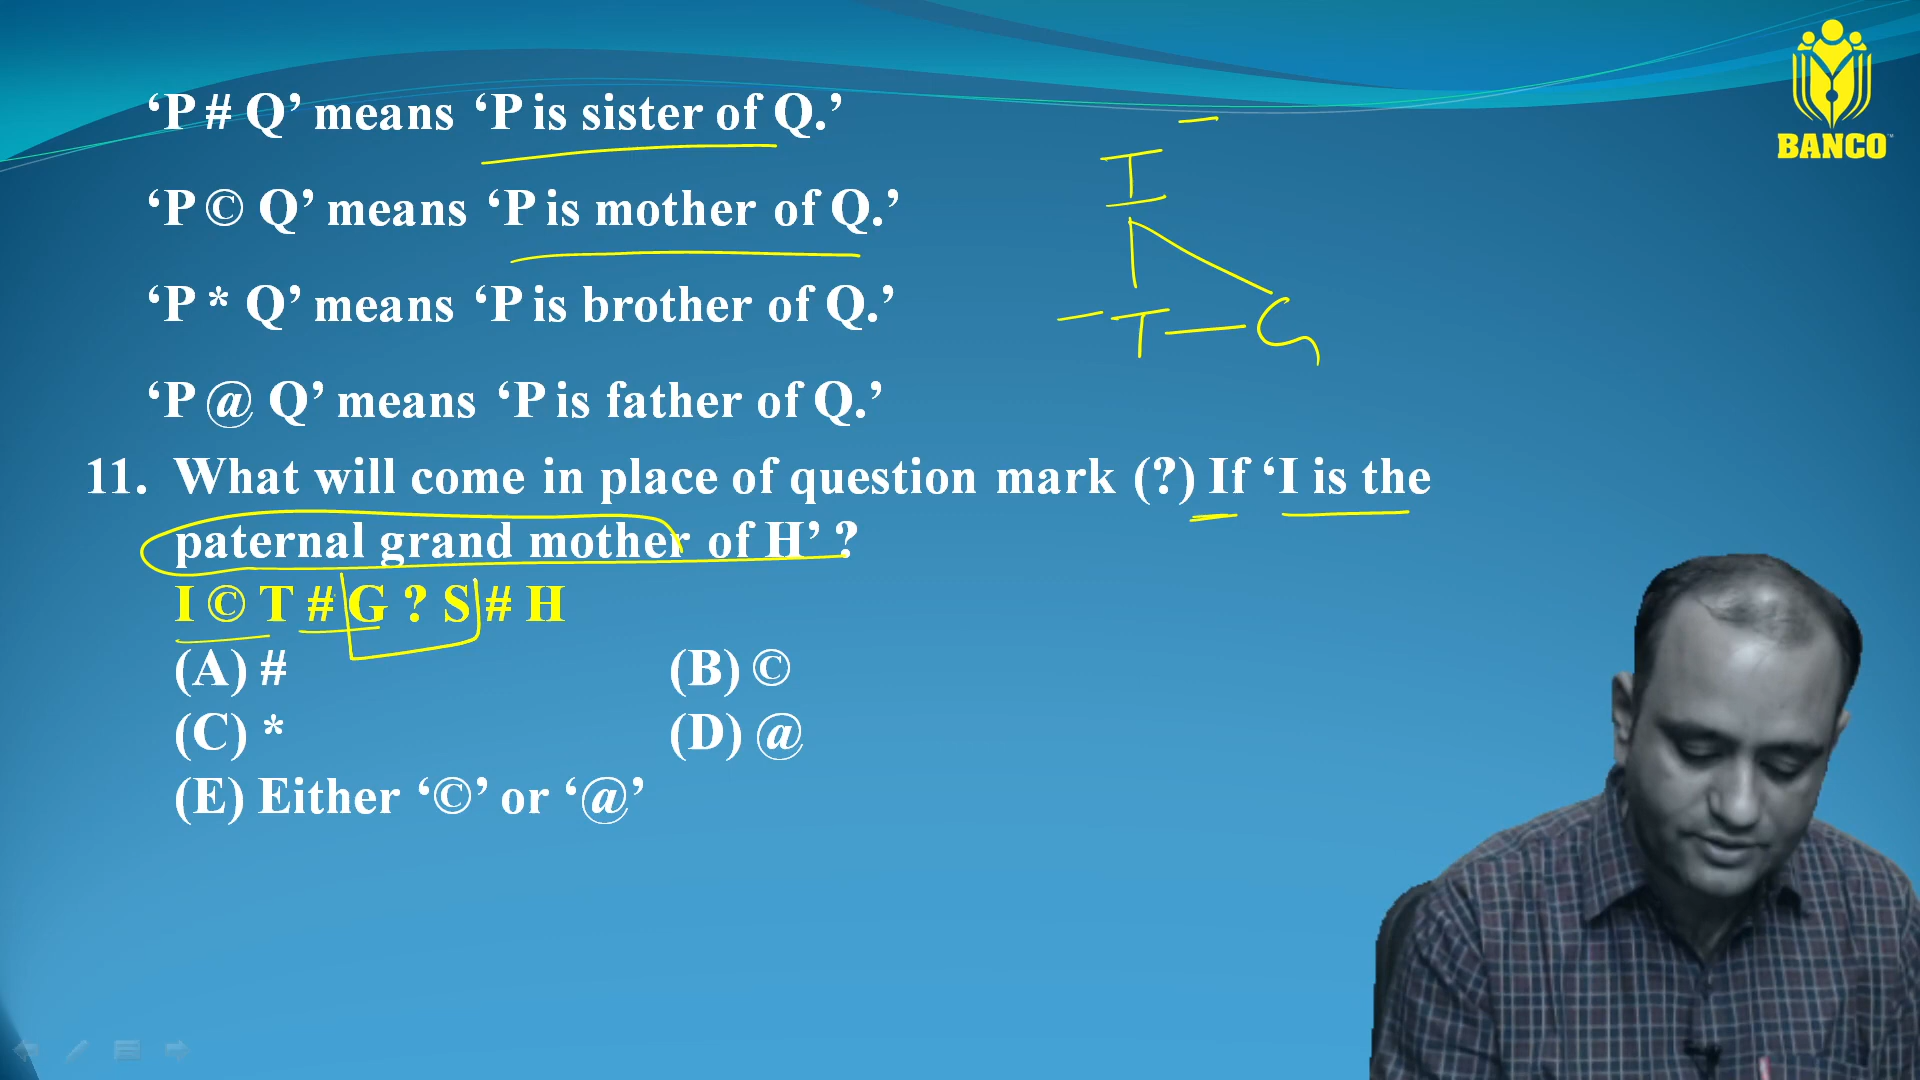 ‘P # Q’ means ‘P is sister of Q.’
‘P © Q’ means ‘P is mother of Q.’
‘P * Q’ means ‘P is brother of Q.’
‘P @ Q’ means ‘P is father of Q.’
11. What will come in place of question mark (?) If ‘I is the
paternal grand mother of H’ ?
I © T # G ? S # H
(A) # (B) ©
(C) * (D) @
(E) Either ‘©’ or ‘@’
I
T G
BANCO